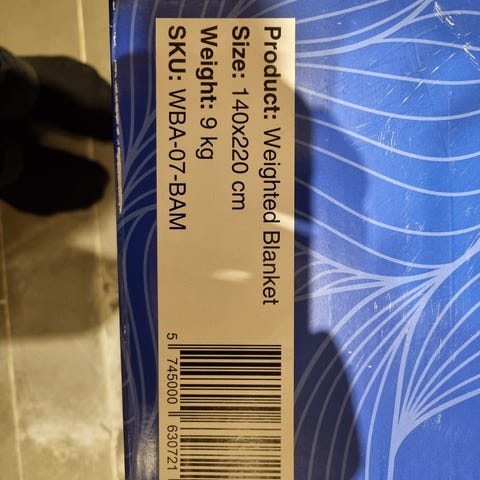 Product: Weighted Blanket
Size: 140x220 cm
Weight: 9 kg
SKU: WBA-07-BAM
5 745000 630721